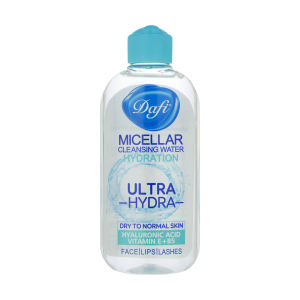 Dafi
MICELLAR
CLEANSING WATER
HYDRATION
ULTRA
—HYDRA—
DRY TO NORMAL SKIN
HYALURONIC ACID
VITAMIN E + B5
FACE|LIPS|LASHES